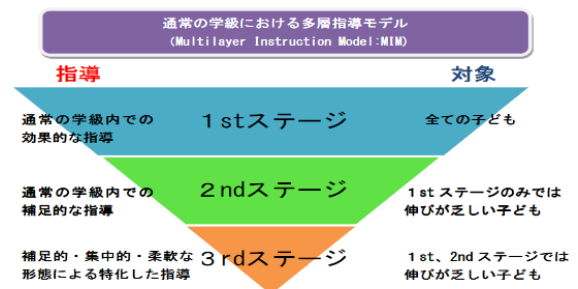 通常の学級における多層指導モデル
(Multilayer Instruction Model:MIM)
指導
対象
通常の学級内での
効果的な指導
1stステージ
全ての子ども
通常の学級内での
補足的な指導
2ndステージ
1st ステージのみでは
伸びが乏しい子ども
補足的・集中的・柔軟な
形態による特化した指導
3rdステージ
1st、2nd ステージでは
伸びが乏しい子ども